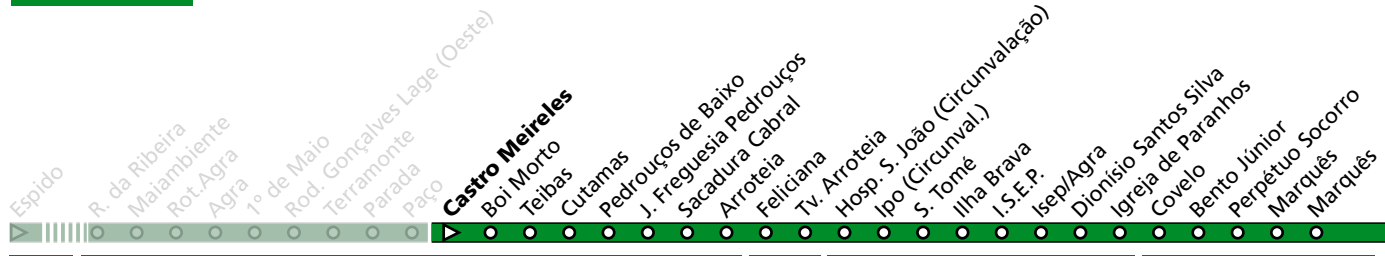 Espido
R. da Ribeira
Maiambiente
Rot.Agra
Agra
1º de Maio
Rod. Gonçalves Lage (Oeste)
Terramonte
Parada
Paço
Castro Meireles
Boi Morto
Teibas
Cutamas
Pedrouços de Baixo
J. Freguesia Pedrouços
Sacadura Cabral
Arroteia
Feliciana
Tv. Arroteia
Hosp. S. João (Circunvalação)
Ipo (Circunval.)
S. Tomé
Ilha Brava
I.S.E.P.
Isep/Agra
Dionisio Santos Silva
Igreja de Paranhos
Covelo
Bento Júnior
Perpétuo Socorro
Marquês
Marquês